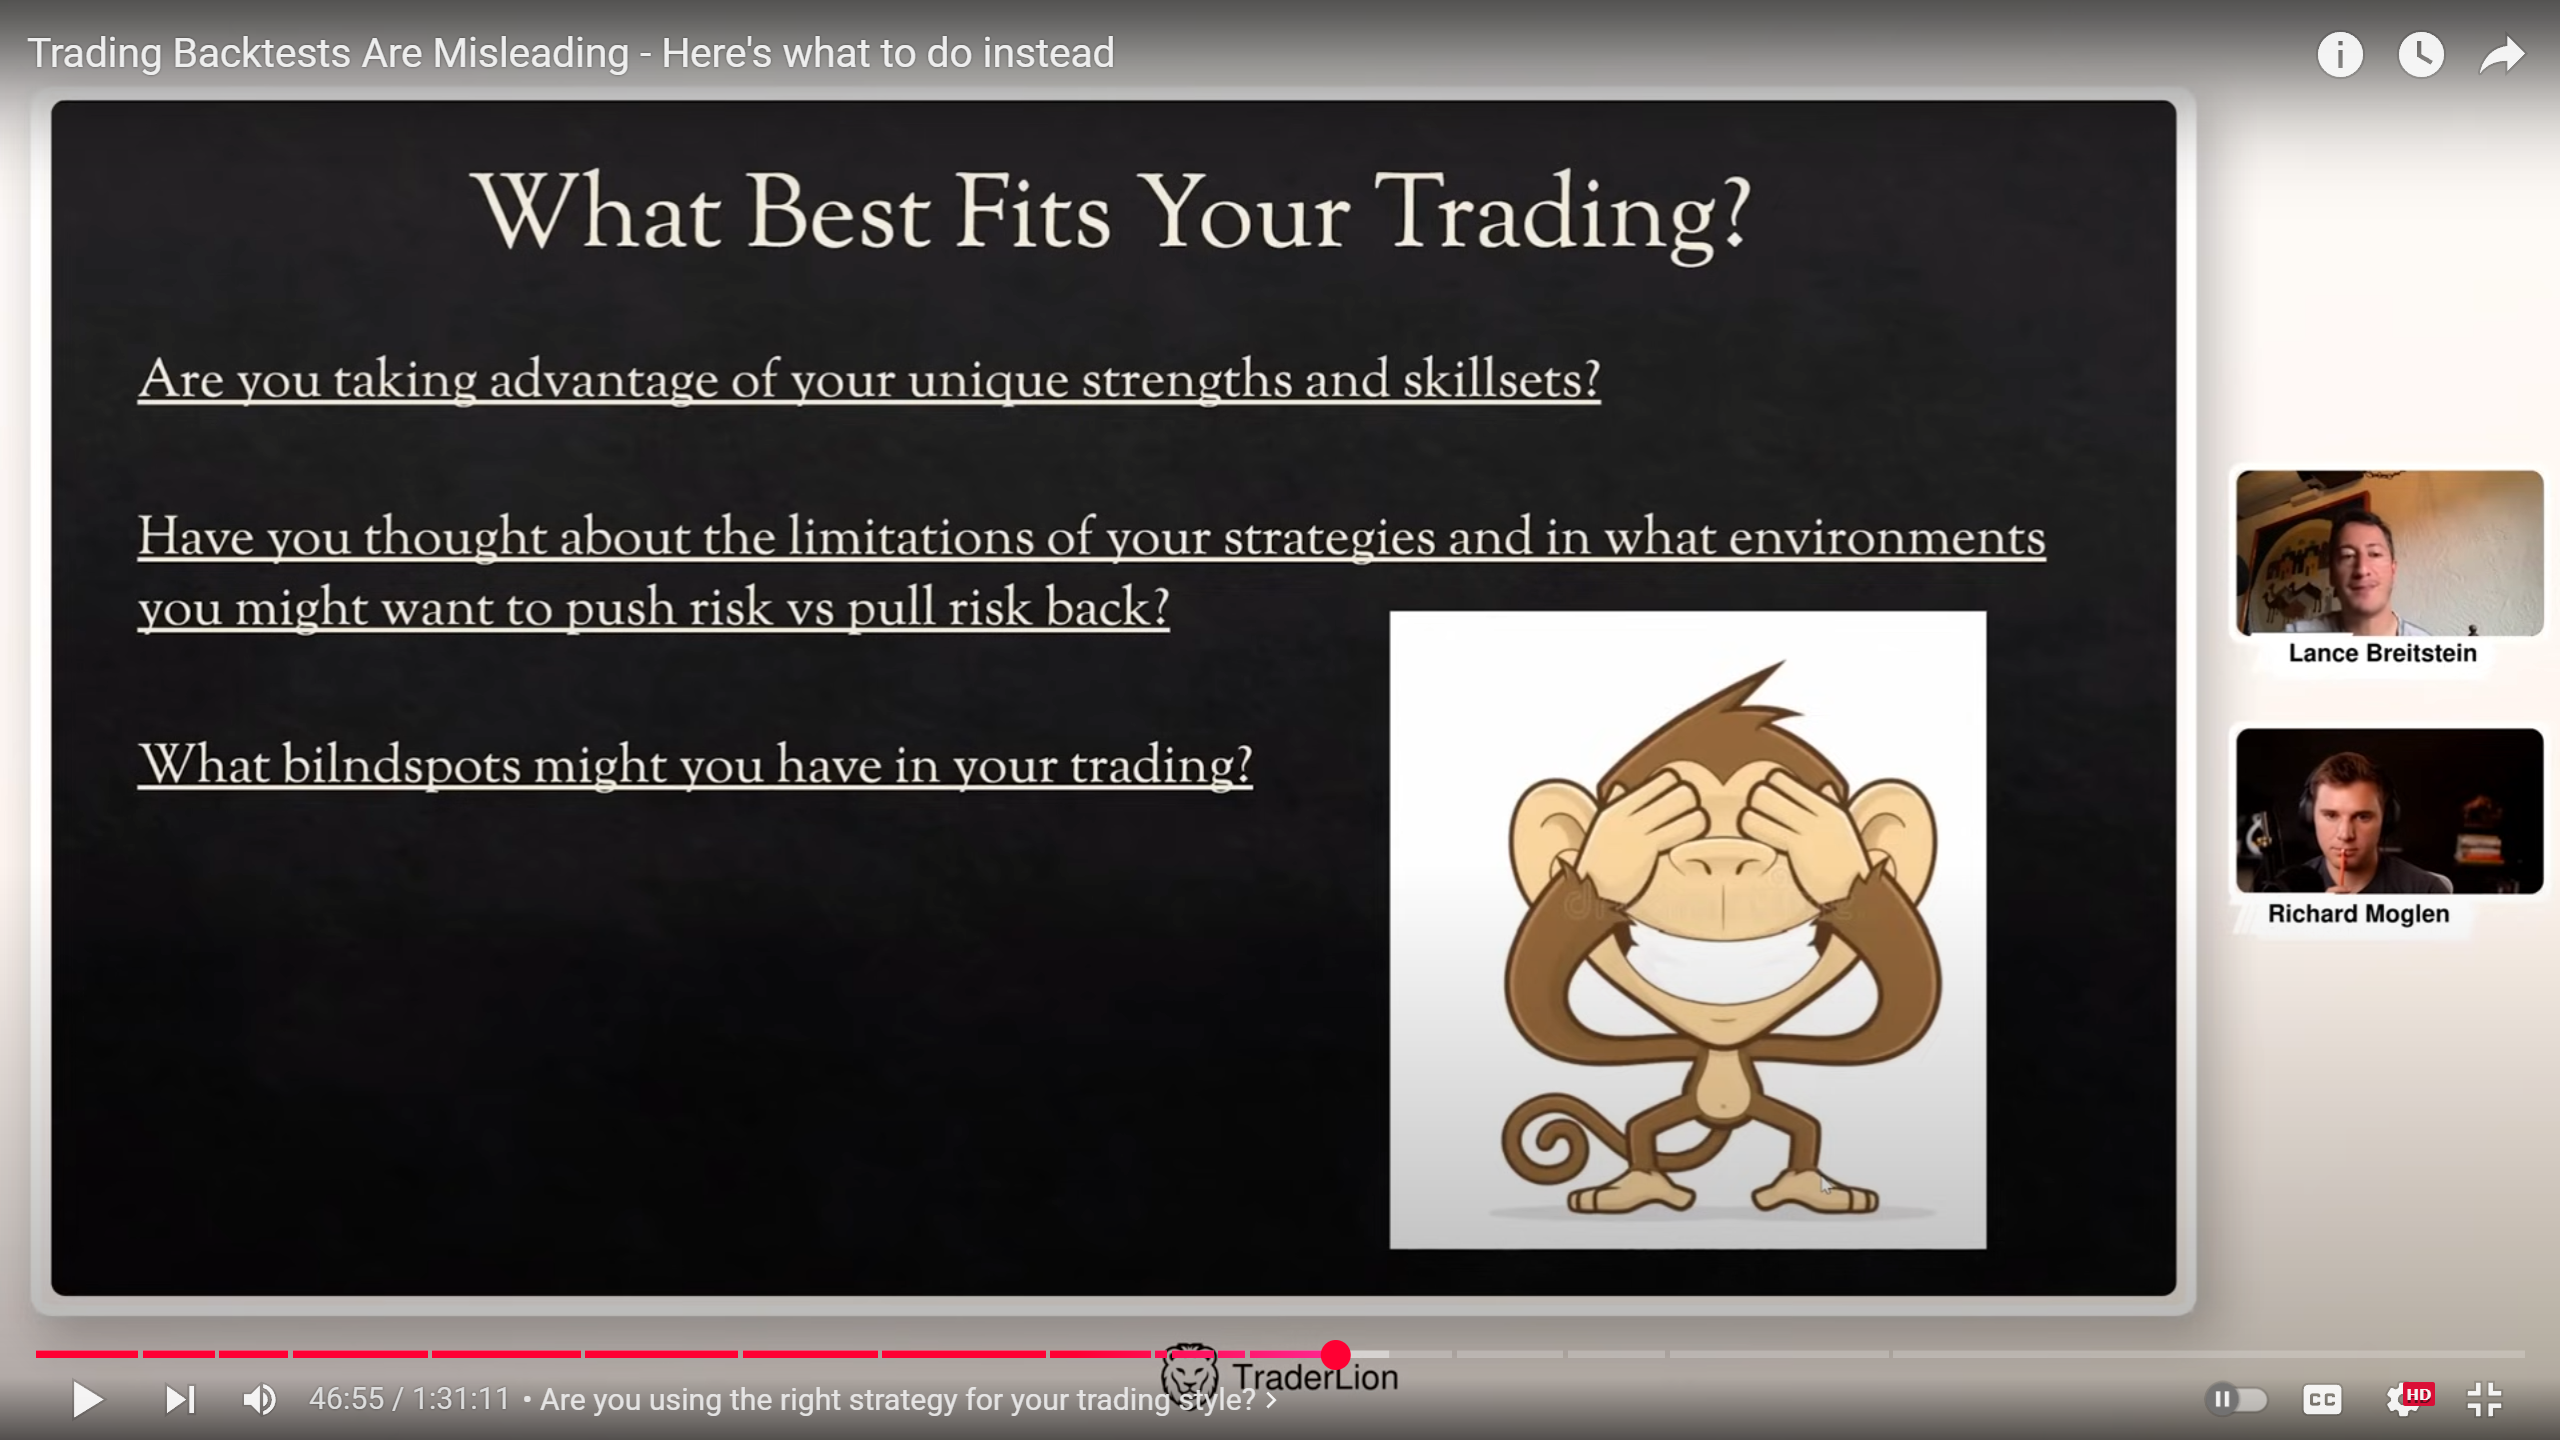 Trading Backtests Are Misleading - Here's what to do instead
What Best Fits Your Trading?
Are you taking advantage of your unique strengths and skillsets?
Have you thought about the limitations of your strategies and in what environments
you might want to push risk vs pull risk back?
What bilndspots might you have in your trading?
Lance Breitstein
Richard Moglen
TraderLion
46:55 / 1:31:11 • Are you using the right strategy for your trading style? ›
CC
HD